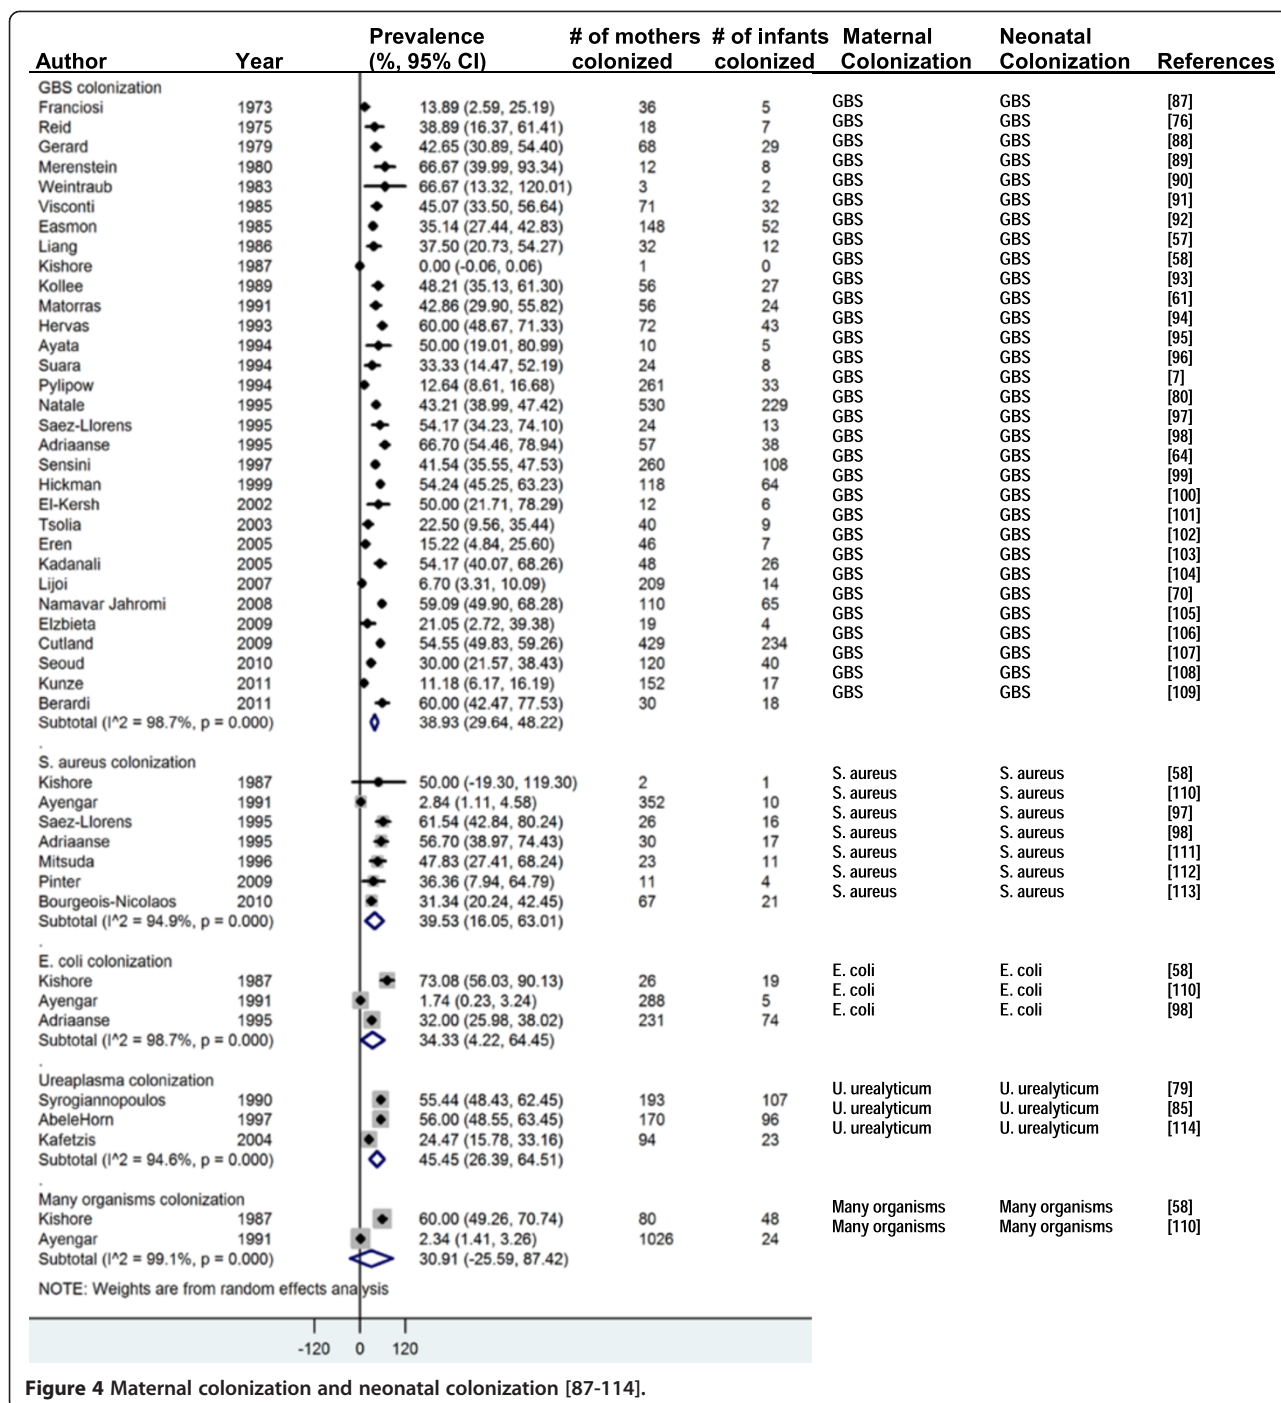 Author Year Prevalence (%, 95% CI) # of mothers colonized # of infants colonized Maternal Colonization Neonatal Colonization References
GBS colonization
Franciosi 1973 13.89 (2.59, 25.19) 36 5 GBS GBS [87]
Reid 1975 38.89 (16.37, 61.41) 18 7 GBS GBS [76]
Gerard 1979 42.65 (30.89, 54.40) 68 29 GBS GBS [88]
Merenstein 1980 66.67 (39.99, 93.34) 12 8 GBS GBS [89]
Weintraub 1983 66.67 (13.32, 120.01) 3 2 GBS GBS [90]
Visconti 1985 45.07 (33.50, 56.64) 71 32 GBS GBS [91]
Easmon 1985 35.14 (27.44, 42.83) 148 52 GBS GBS [92]
Liang 1986 37.50 (20.73, 54.27) 32 12 GBS GBS [57]
Kishore 1987 0.00 (-0.06, 0.06) 1 0 GBS GBS [58]
Kollee 1989 48.21 (35.13, 61.30) 56 27 GBS GBS [93]
Matorras 1991 42.86 (29.90, 55.82) 56 24 GBS GBS [61]
Hervas 1993 60.00 (48.67, 71.33) 72 43 GBS GBS [94]
Ayata 1994 50.00 (19.01, 80.99) 10 5 GBS GBS [95]
Suara 1994 33.33 (14.47, 52.19) 24 8 GBS GBS [96]
Pylipow 1994 12.64 (8.61, 16.68) 261 33 GBS GBS [7]
Natale 1995 43.21 (38.99, 47.42) 530 229 GBS GBS [80]
Saez-Llorens 1995 54.17 (34.23, 74.10) 24 13 GBS GBS [97]
Adriaanse 1995 66.70 (54.46, 78.94) 57 38 GBS GBS [98]
Sensini 1997 41.54 (35.55, 47.53) 260 108 GBS GBS [64]
Hickman 1999 54.24 (45.25, 63.23) 118 64 GBS GBS [99]
El-Kersh 2002 50.00 (21.71, 78.29) 12 6 GBS GBS [100]
Tsolia 2003 22.50 (9.56, 35.44) 40 9 GBS GBS [101]
Eren 2005 15.22 (4.84, 25.60) 46 7 GBS GBS [102]
Kadanali 2005 54.17 (40.07, 68.26) 48 26 GBS GBS [103]
Lijoi 2007 6.70 (3.31, 10.09) 209 14 GBS GBS [104]
Namavar Jahromi 2008 59.09 (49.90, 68.28) 110 65 GBS GBS [70]
Elzbieta 2009 21.05 (2.72, 39.38) 19 4 GBS GBS [105]
Cutland 2009 54.55 (49.83, 59.26) 429 234 GBS GBS [106]
Seoud 2010 30.00 (21.57, 38.43) 120 40 GBS GBS [107]
Kunze 2011 11.18 (6.17, 16.19) 152 17 GBS GBS [108]
Berardi 2011 60.00 (42.47, 77.53) 30 18 GBS GBS [109]
Subtotal (I^2 = 98.7%, p = 0.000) 38.93 (29.64, 48.22)
.
S. aureus colonization
Kishore 1987 50.00 (-19.30, 119.30) 2 1 S. aureus S. aureus [58]
Ayengar 1991 2.84 (1.11, 4.58) 352 10 S. aureus S. aureus [110]
Saez-Llorens 1995 61.54 (42.84, 80.24) 26 16 S. aureus S. aureus [97]
Adriaanse 1995 56.70 (38.97, 74.43) 30 17 S. aureus S. aureus [98]
Mitsuda 1996 47.83 (27.41, 68.24) 23 11 S. aureus S. aureus [111]
Pinter 2009 36.36 (7.94, 64.79) 11 4 S. aureus S. aureus [112]
Bourgeois-Nicolaos 2010 31.34 (20.24, 42.45) 67 21 S. aureus S. aureus [113]
Subtotal (I^2 = 94.9%, p = 0.000) 39.53 (16.05, 63.01)
.
E. coli colonization
Kishore 1987 73.08 (56.03, 90.13) 26 19 E. coli E. coli [58]
Ayengar 1991 1.74 (0.23, 3.24) 288 5 E. coli E. coli [110]
Adriaanse 1995 32.00 (25.98, 38.02) 231 74 E. coli E. coli [98]
Subtotal (I^2 = 98.7%, p = 0.000) 34.33 (4.22, 64.45)
.
Ureaplasma colonization
Syrogiannopoulos 1990 55.44 (48.43, 62.45) 193 107 U. urealyticum U. urealyticum [79]
AbeleHorn 1997 56.00 (48.55, 63.45) 170 96 U. urealyticum U. urealyticum [85]
Kafetzis 2004 24.47 (15.78, 33.16) 94 23 U. urealyticum U. urealyticum [114]
Subtotal (I^2 = 94.6%, p = 0.000) 45.45 (26.39, 64.51)
.
Many organisms colonization
Kishore 1987 60.00 (49.26, 70.74) 80 48 Many organisms Many organisms [58]
Ayengar 1991 2.34 (1.41, 3.26) 1026 24 Many organisms Many organisms [110]
Subtotal (I^2 = 99.1%, p = 0.000) 30.91 (-25.59, 87.42)
NOTE: Weights are from random effects analysis
-120 0 120
Figure 4 Maternal colonization and neonatal colonization [87-114].